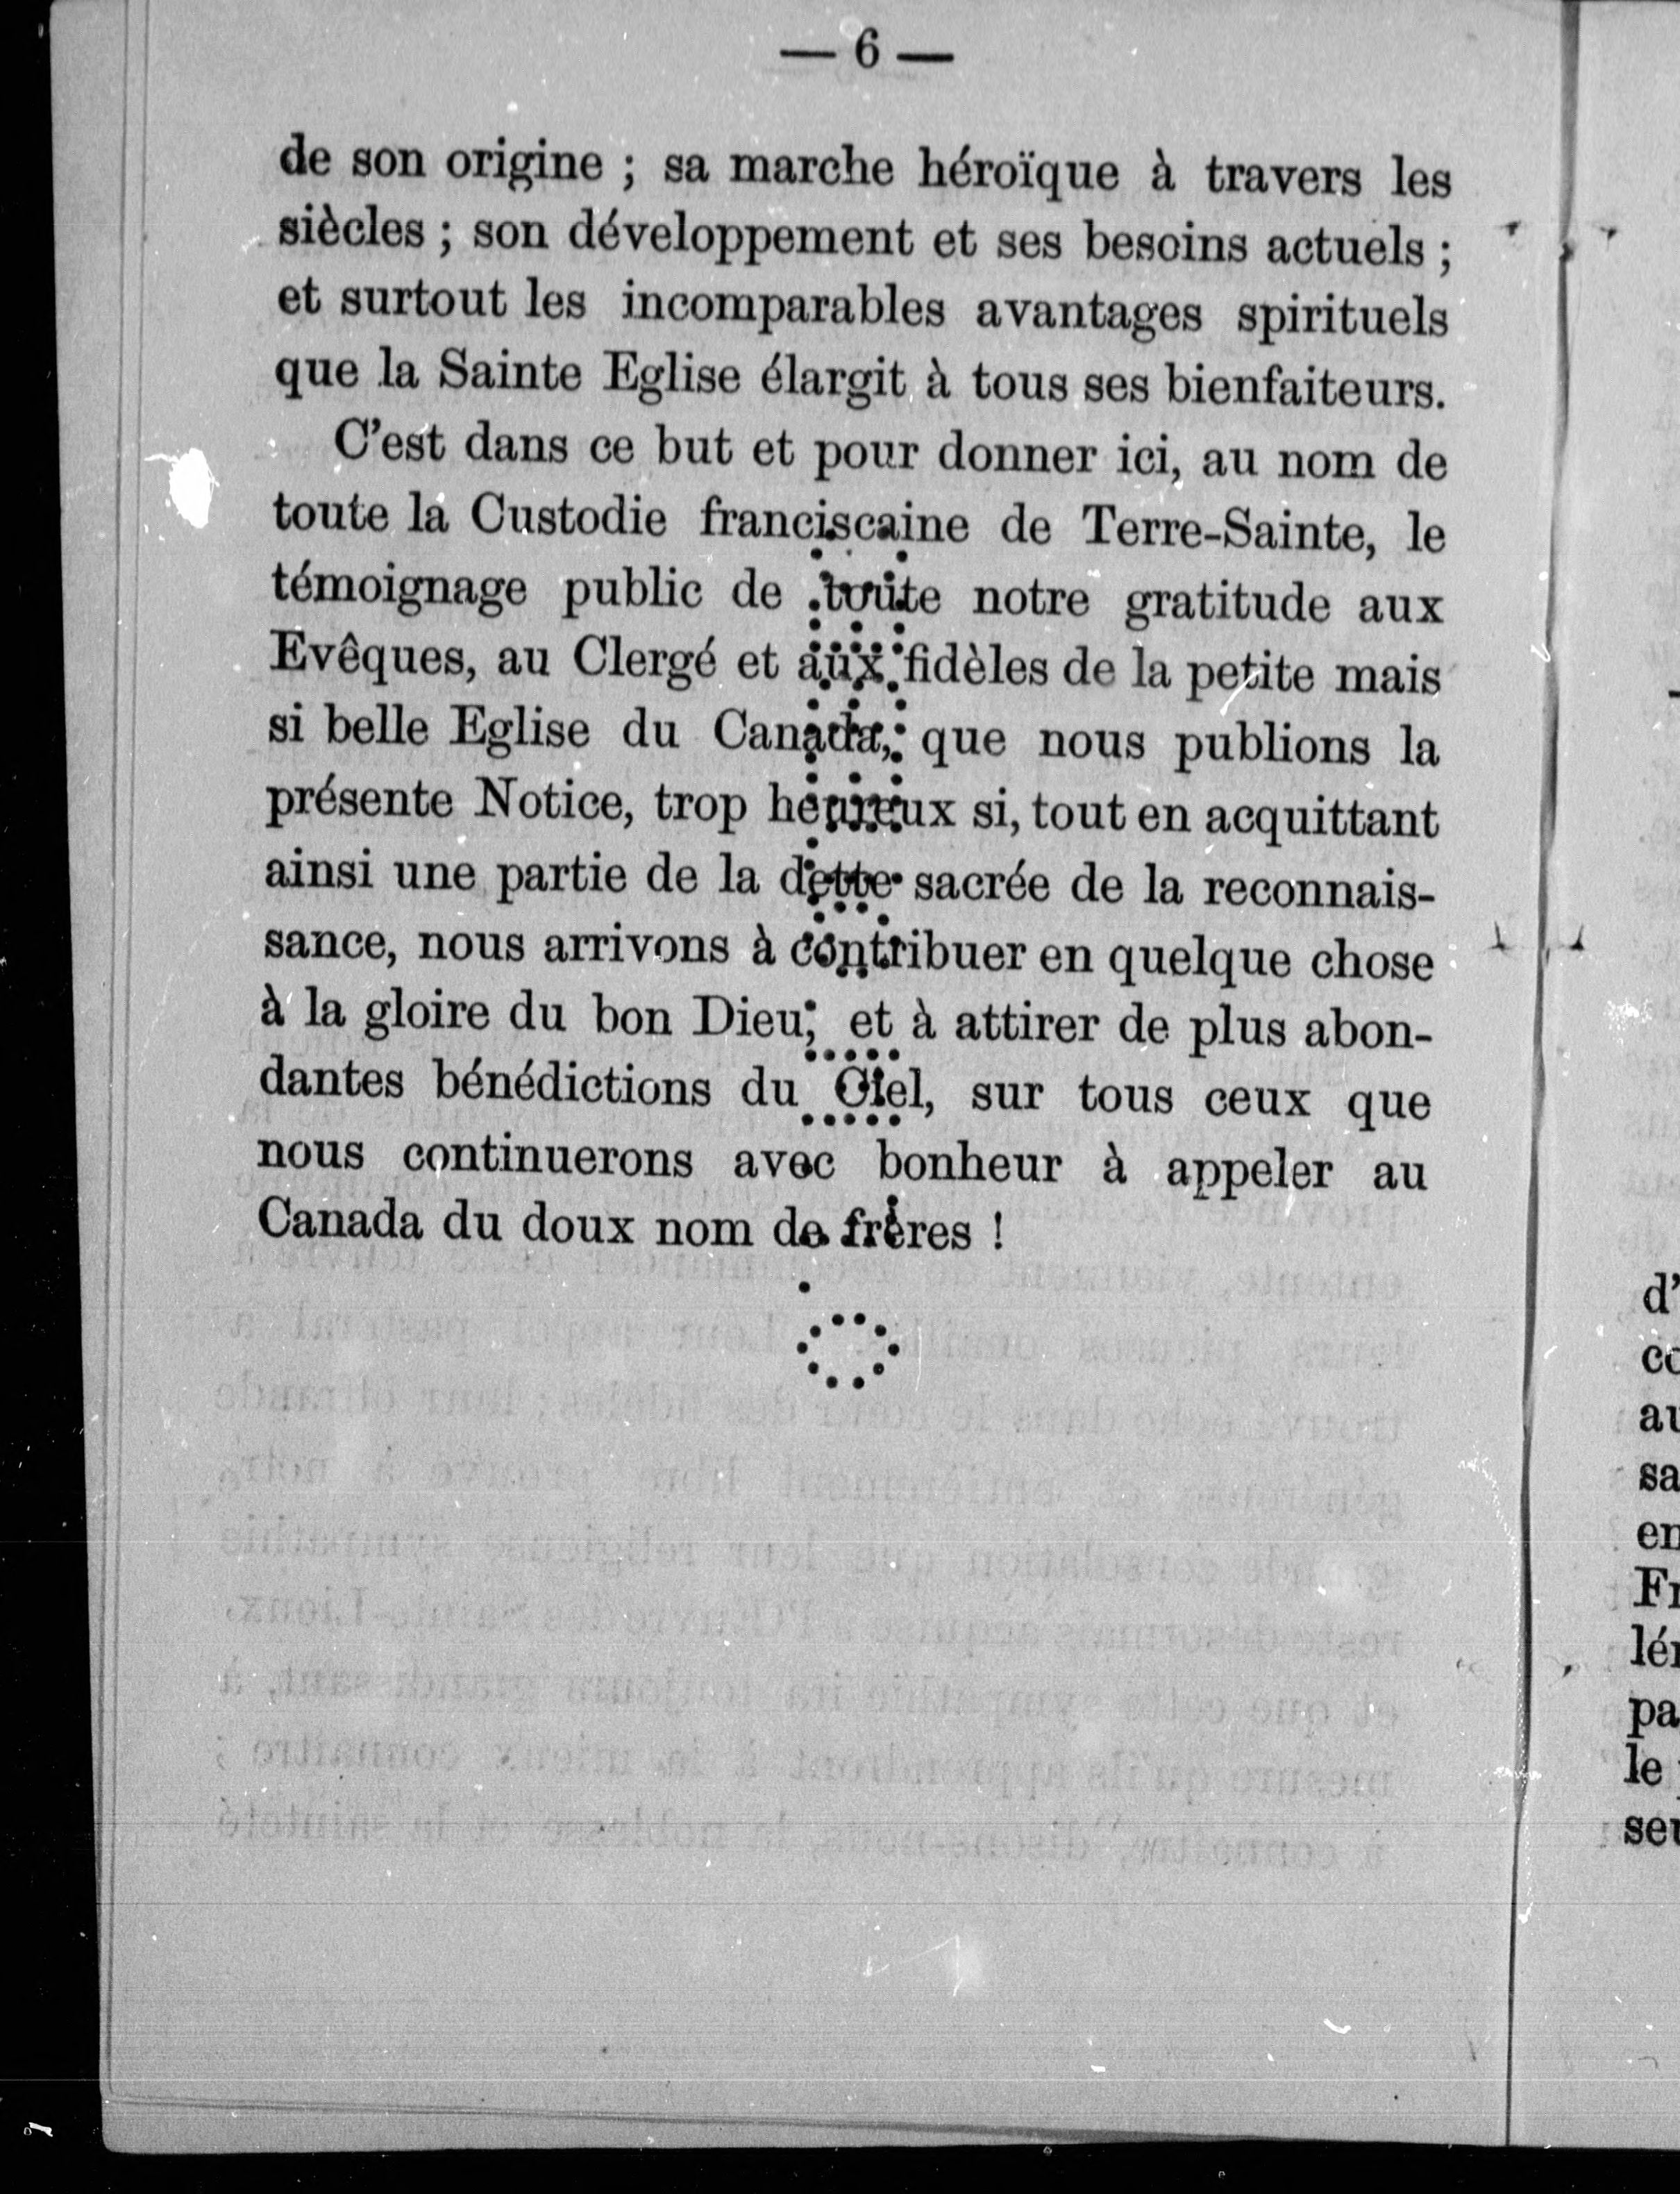 — 6 —
de son origine ; sa marche héroïque à travers les
siècles ; son développement et ses besoins actuels ;
et surtout les incomparables avantages spirituels
que la Sainte Eglise élargit à tous ses bienfaiteurs.
C'est dans ce but et pour donner ici, au nom de
toute la Custodie franciscaine de Terre-Sainte, le
témoignage public de toute notre gratitude aux
Evêques, au Clergé et aux fidèles de la petite mais
si belle Eglise du Canada, que nous publions la
présente Notice, trop heureux si, tout en acquittant
ainsi une partie de la dette sacrée de la reconnais-
sance, nous arrivons à contribuer en quelque chose
à la gloire du bon Dieu, et à attirer de plus abon-
dantes bénédictions du Ciel, sur tous ceux que
nous continuerons avec bonheur à appeler au
Canada du doux nom de frères !
d'
co
au
sa
en
le